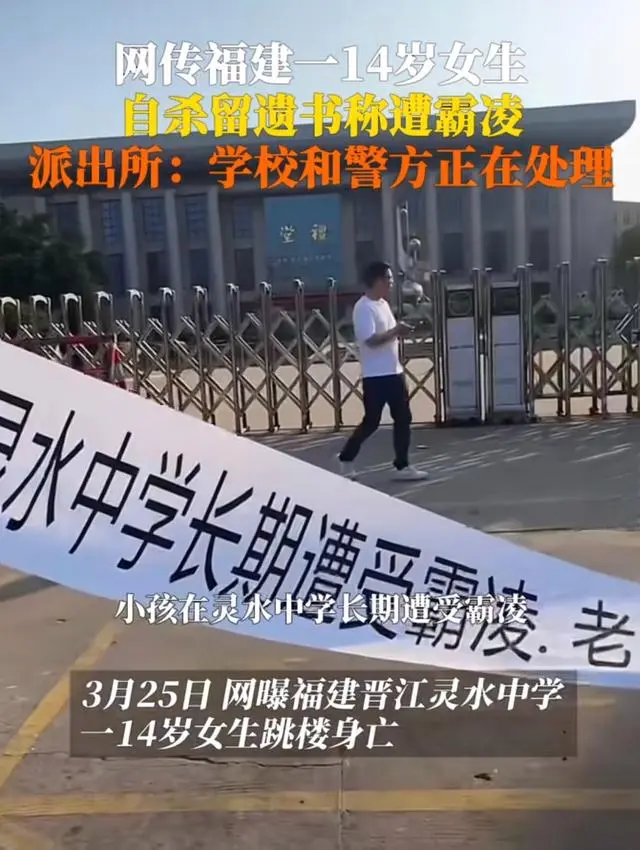 网传福建一14岁女生
自杀留遗书称遭霸凌
派出所：学校和警方正在处理
禮堂
灵水中学长期遭受霸凌.老
小孩在灵水中学长期遭受霸凌
3月25日 网曝福建晋江灵水中学
一14岁女生跳楼身亡